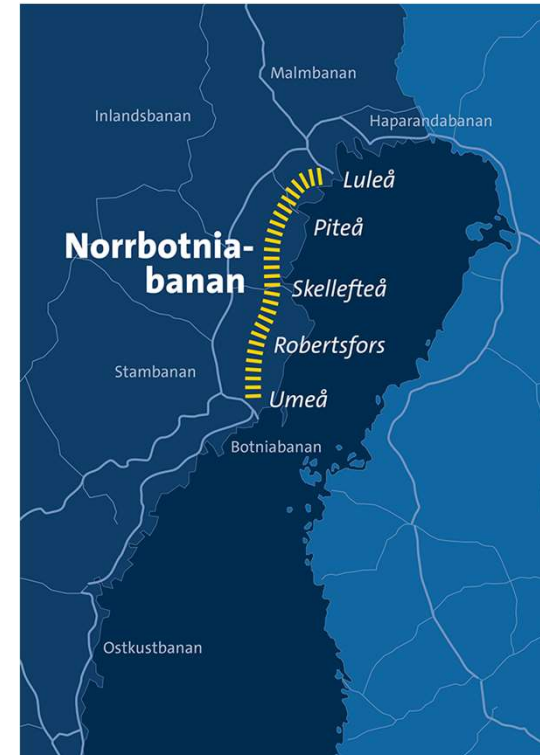 Malmbanan
Inlandsbanan
Haparandabanan
Luleå
Piteå
Norrbotnia-
banan
Skellefteå
Robertsfors
Stambanan
Umeå
Botniabanan
Ostkustbanan